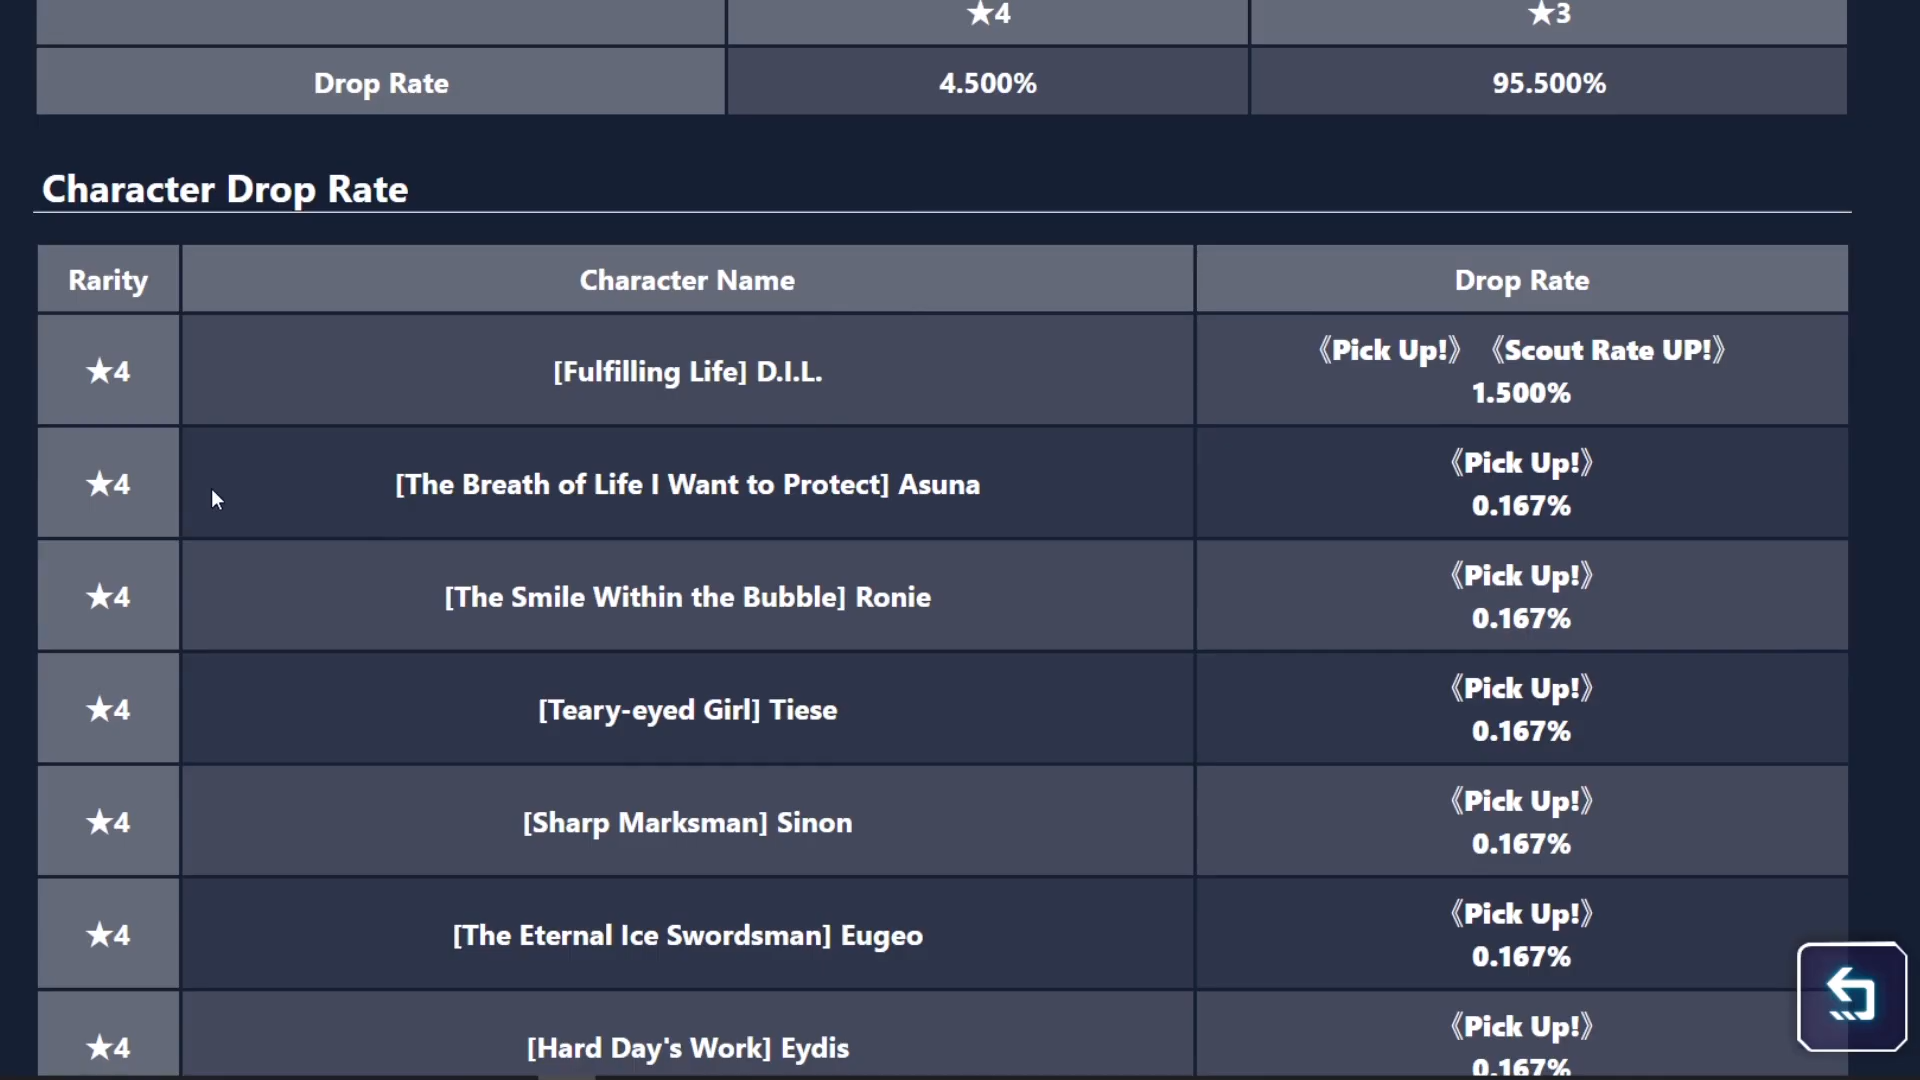 ★4 ★3
Drop Rate 4.500% 95.500%
Character Drop Rate
Rarity Character Name Drop Rate
★4 [Fulfilling Life] D.I.L. 《Pick Up!》 《Scout Rate UP!》
1.500%
★4 [The Breath of Life I Want to Protect] Asuna 《Pick Up!》
0.167%
★4 [The Smile Within the Bubble] Ronie 《Pick Up!》
0.167%
★4 [Teary-eyed Girl] Tiese 《Pick Up!》
0.167%
★4 [Sharp Marksman] Sinon 《Pick Up!》
0.167%
★4 [The Eternal Ice Swordsman] Eugeo 《Pick Up!》
0.167%
★4 [Hard Day's Work] Eydis 《Pick Up!》
0.167%